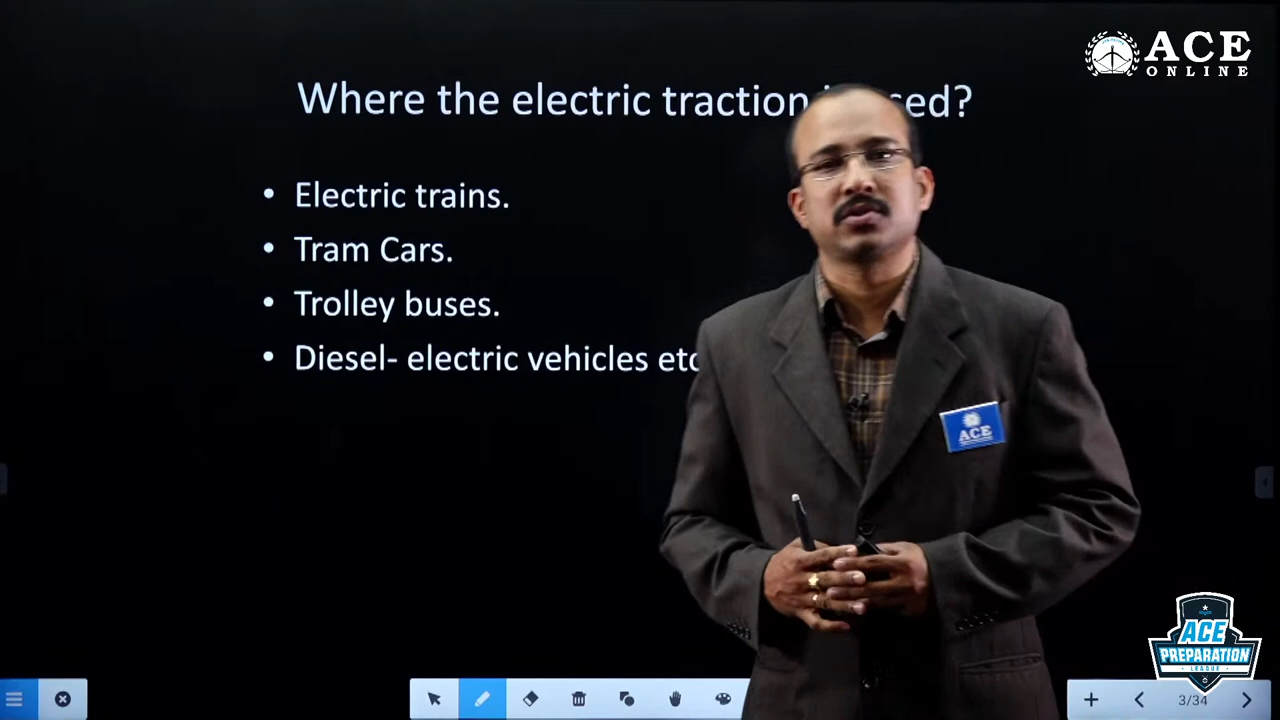 ACE
ONLINE
Where the electric traction sed?
• Electric trains.
• Tram Cars.
• Trolley buses.
• Diesel- electric vehicles etc
ACE
ACE
PREPARATION
LEAGUE
3/34